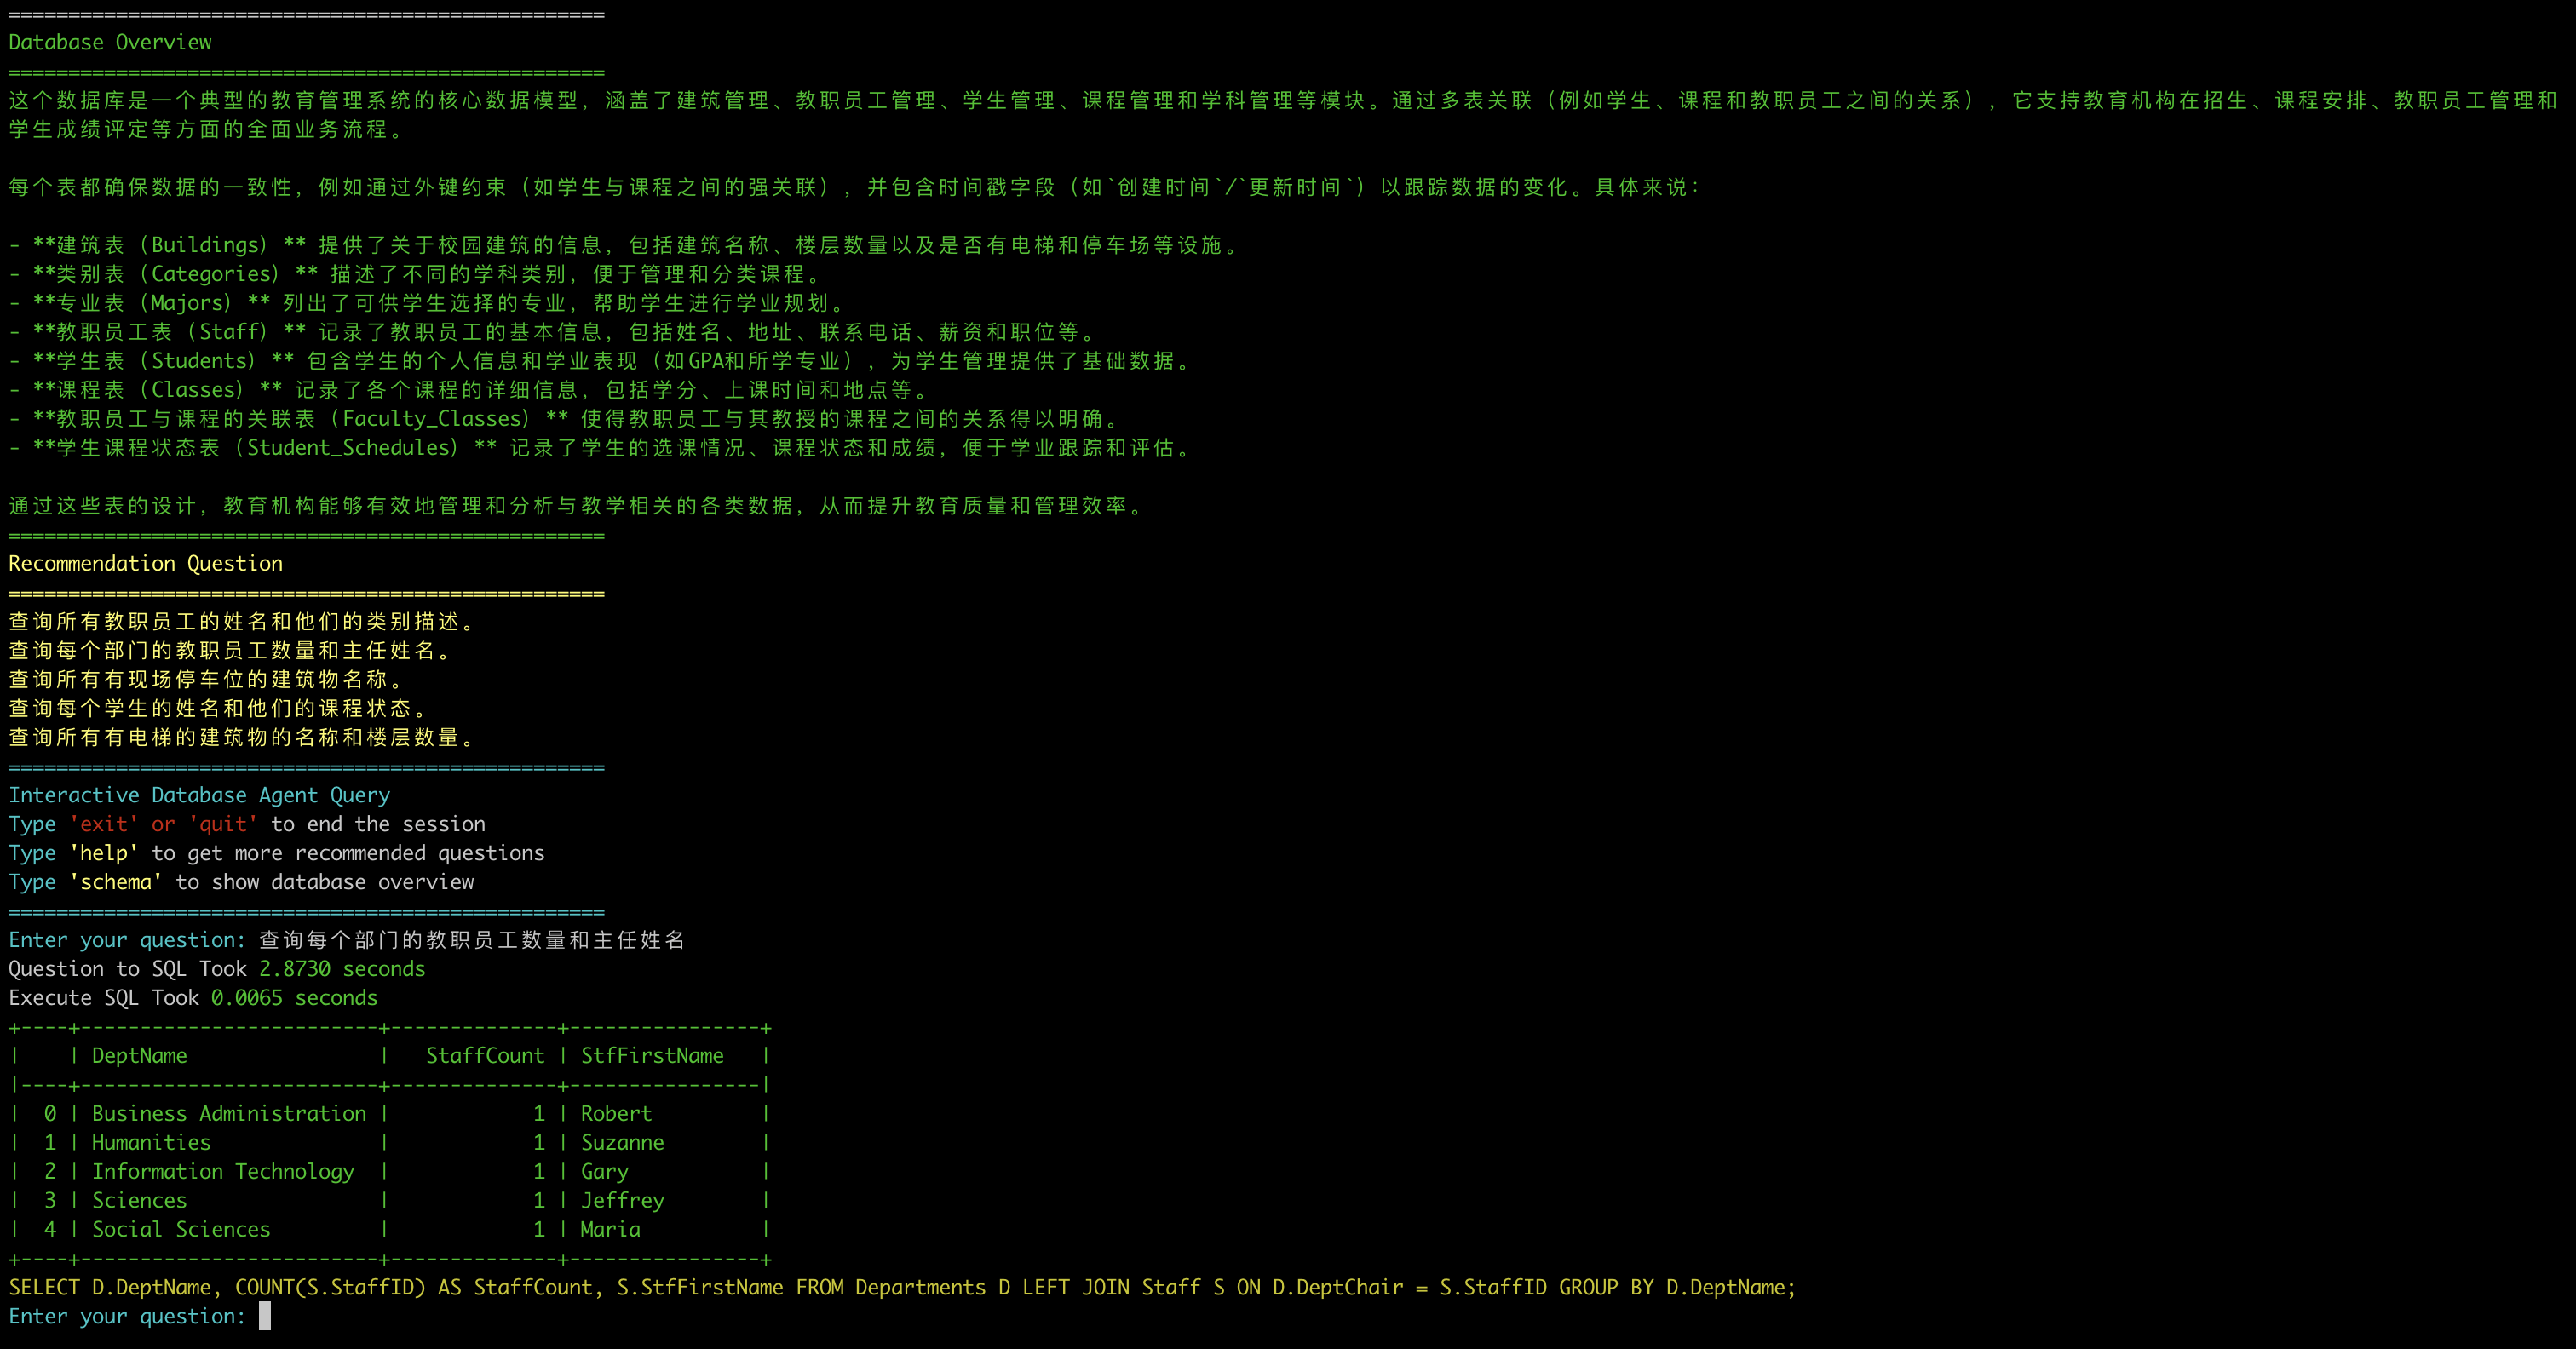 ==================================================
Database Overview
==================================================
这个数据库是一个典型的教育管理系统的核心数据模型，涵盖了建筑管理、教职员工管理、学生管理、课程管理和学科管理等模块。通过多表关联（例如学生、课程和教职员工之间的关系），它支持教育机构在招生、课程安排、教职员工管理和
学生成绩评定等方面的全面业务流程。
每个表都确保数据的一致性，例如通过外键约束（如学生与课程之间的强关联），并包含时间戳字段（如`创建时间`/`更新时间`）以跟踪数据的变化。具体来说：
- **建筑表（Buildings）** 提供了关于校园建筑的信息，包括建筑名称、楼层数量以及是否有电梯和停车场等设施。
- **类别表（Categories）** 描述了不同的学科类别，便于管理和分类课程。
- **专业表（Majors）** 列出了可供学生选择的专业，帮助学生进行学业规划。
- **教职员工表（Staff）** 记录了教职员工的基本信息，包括姓名、地址、联系电话、薪资和职位等。
- **学生表（Students）** 包含学生的个人信息和学业表现（如GPA和所学专业），为学生管理提供了基础数据。
- **课程表（Classes）** 记录了各个课程的详细信息，包括学分、上课时间和地点等。
- **教职员工与课程的关联表（Faculty_Classes）** 使得教职员工与其教授的课程之间的关系得以明确。
- **学生课程状态表（Student_Schedules）** 记录了学生的选课情况、课程状态和成绩，便于学业跟踪和评估。
通过这些表的设计，教育机构能够有效地管理和分析与教学相关的各类数据，从而提升教育质量和管理效率。
==================================================
Recommendation Question
==================================================
查询所有教职员工的姓名和他们的类别描述。
查询每个部门的教职员工数量和主任姓名。
查询所有有现场停车位的建筑物名称。
查询每个学生的姓名和他们的课程状态。
查询所有有电梯的建筑物的名称和楼层数量。
==================================================
Interactive Database Agent Query
Type 'exit' or 'quit' to end the session
Type 'help' to get more recommended questions
Type 'schema' to show database overview
==================================================
Enter your question: 查询每个部门的教职员工数量和主任姓名
Question to SQL Took 2.8730 seconds
Execute SQL Took 0.0065 seconds
+----+-------------------------+--------------+----------------+
|    | DeptName                |   StaffCount | StfFirstName   |
|----+-------------------------+--------------+----------------|
|  0 | Business Administration |            1 | Robert         |
|  1 | Humanities              |            1 | Suzanne        |
|  2 | Information Technology  |            1 | Gary           |
|  3 | Sciences                |            1 | Jeffrey        |
|  4 | Social Sciences         |            1 | Maria          |
+----+-------------------------+--------------+----------------+
SELECT D.DeptName, COUNT(S.StaffID) AS StaffCount, S.StfFirstName FROM Departments D LEFT JOIN Staff S ON D.DeptChair = S.StaffID GROUP BY D.DeptName;
Enter your question: